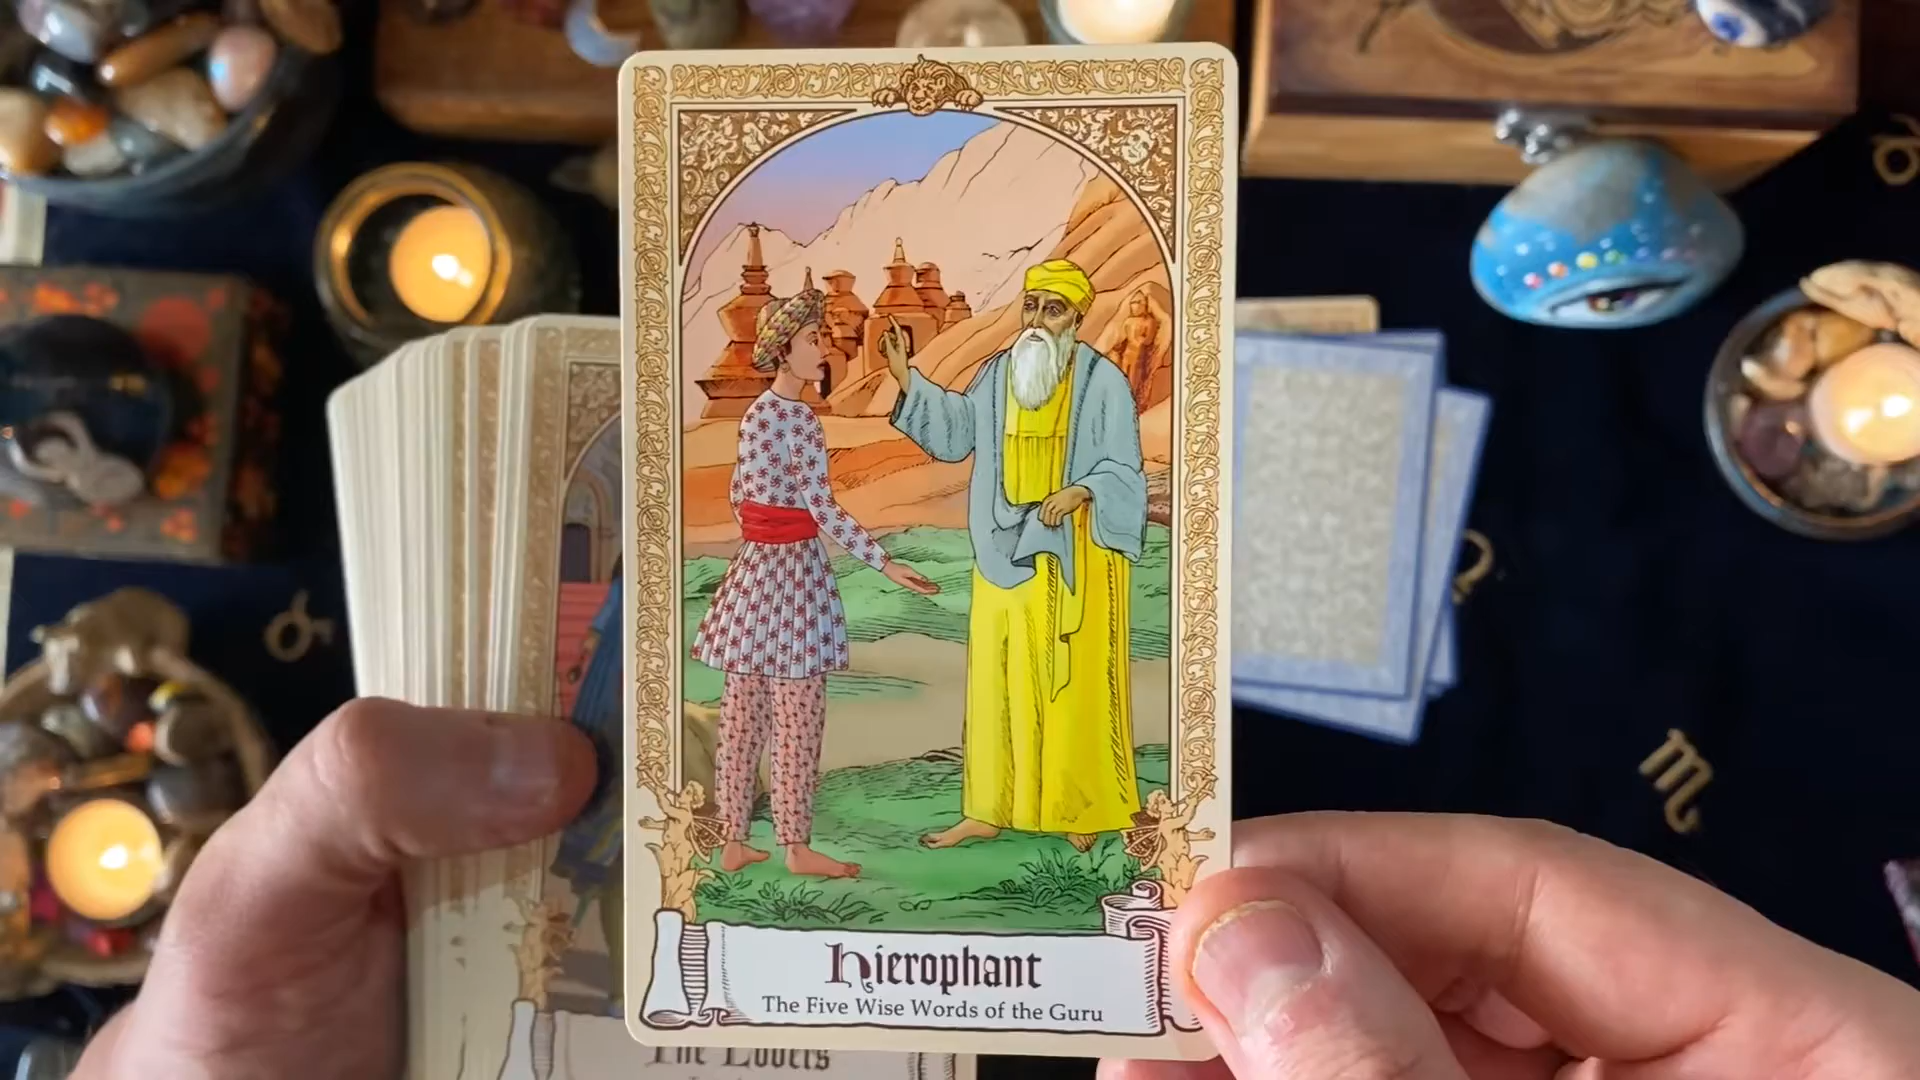 Hierophant
The Five Wise Words of the Guru
The Lovers